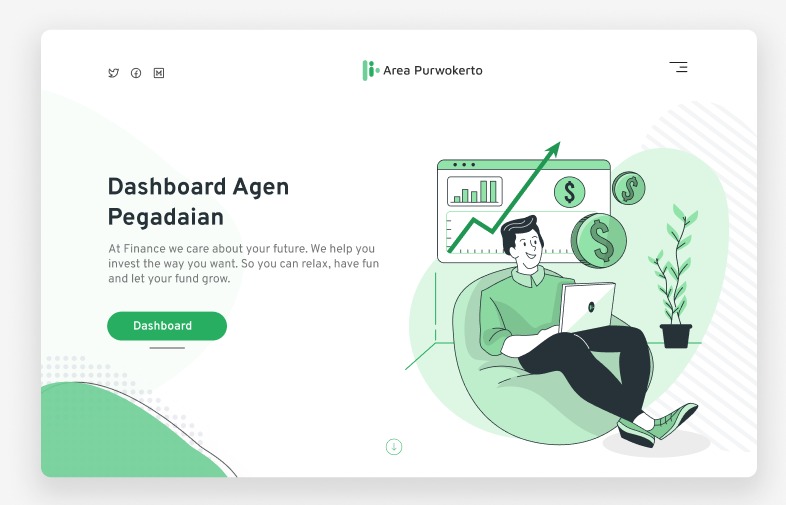 Area Purwokerto
Dashboard Agen
Pegadaian
At Finance we care about your future. We help you
invest the way you want. So you can relax, have fun
and let your fund grow.
Dashboard
$
$
$